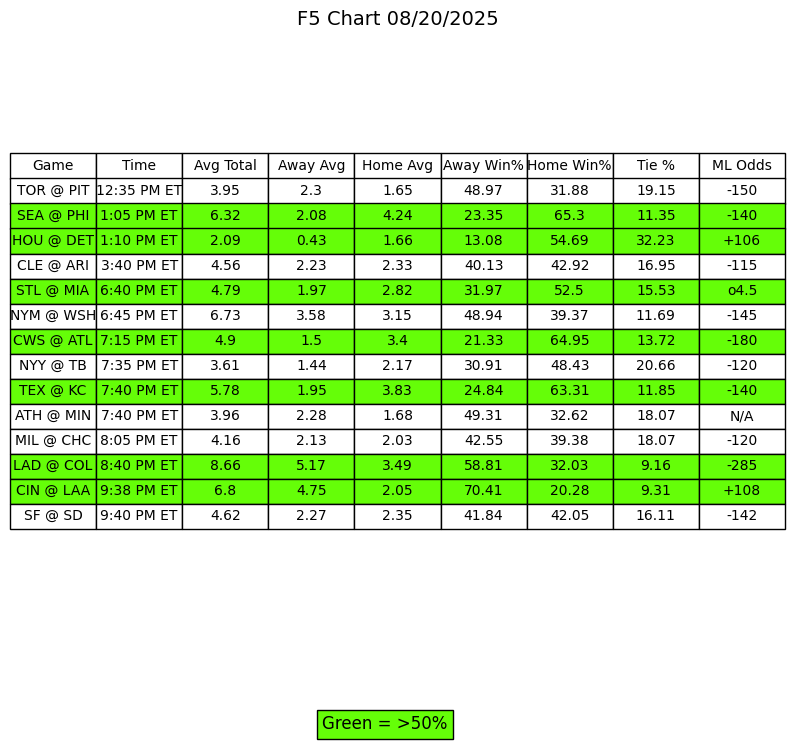 F5 Chart 08/20/2025
Game Time Avg Total Away Avg Home Avg Away Win% Home Win% Tie % ML Odds
TOR @ PIT 12:35 PM ET 3.95 2.3 1.65 48.97 31.88 19.15 -150
SEA @ PHI 1:05 PM ET 6.32 2.08 4.24 23.35 65.3 11.35 -140
HOU @ DET 1:10 PM ET 2.09 0.43 1.66 13.08 54.69 32.23 +106
CLE @ ARI 3:40 PM ET 4.56 2.23 2.33 40.13 42.92 16.95 -115
STL @ MIA 6:40 PM ET 4.79 1.97 2.82 31.97 52.5 15.53 o4.5
NYM @ WSH 6:45 PM ET 6.73 3.58 3.15 48.94 39.37 11.69 -145
CWS @ ATL 7:15 PM ET 4.9 1.5 3.4 21.33 64.95 13.72 -180
NYY @ TB 7:35 PM ET 3.61 1.44 2.17 30.91 48.43 20.66 -120
TEX @ KC 7:40 PM ET 5.78 1.95 3.83 24.84 63.31 11.85 -140
ATH @ MIN 7:40 PM ET 3.96 2.28 1.68 49.31 32.62 18.07 N/A
MIL @ CHC 8:05 PM ET 4.16 2.13 2.03 42.55 39.38 18.07 -120
LAD @ COL 8:40 PM ET 8.66 5.17 3.49 58.81 32.03 9.16 -285
CIN @ LAA 9:38 PM ET 6.8 4.75 2.05 70.41 20.28 9.31 +108
SF @ SD 9:40 PM ET 4.62 2.27 2.35 41.84 42.05 16.11 -142
Green = >50%